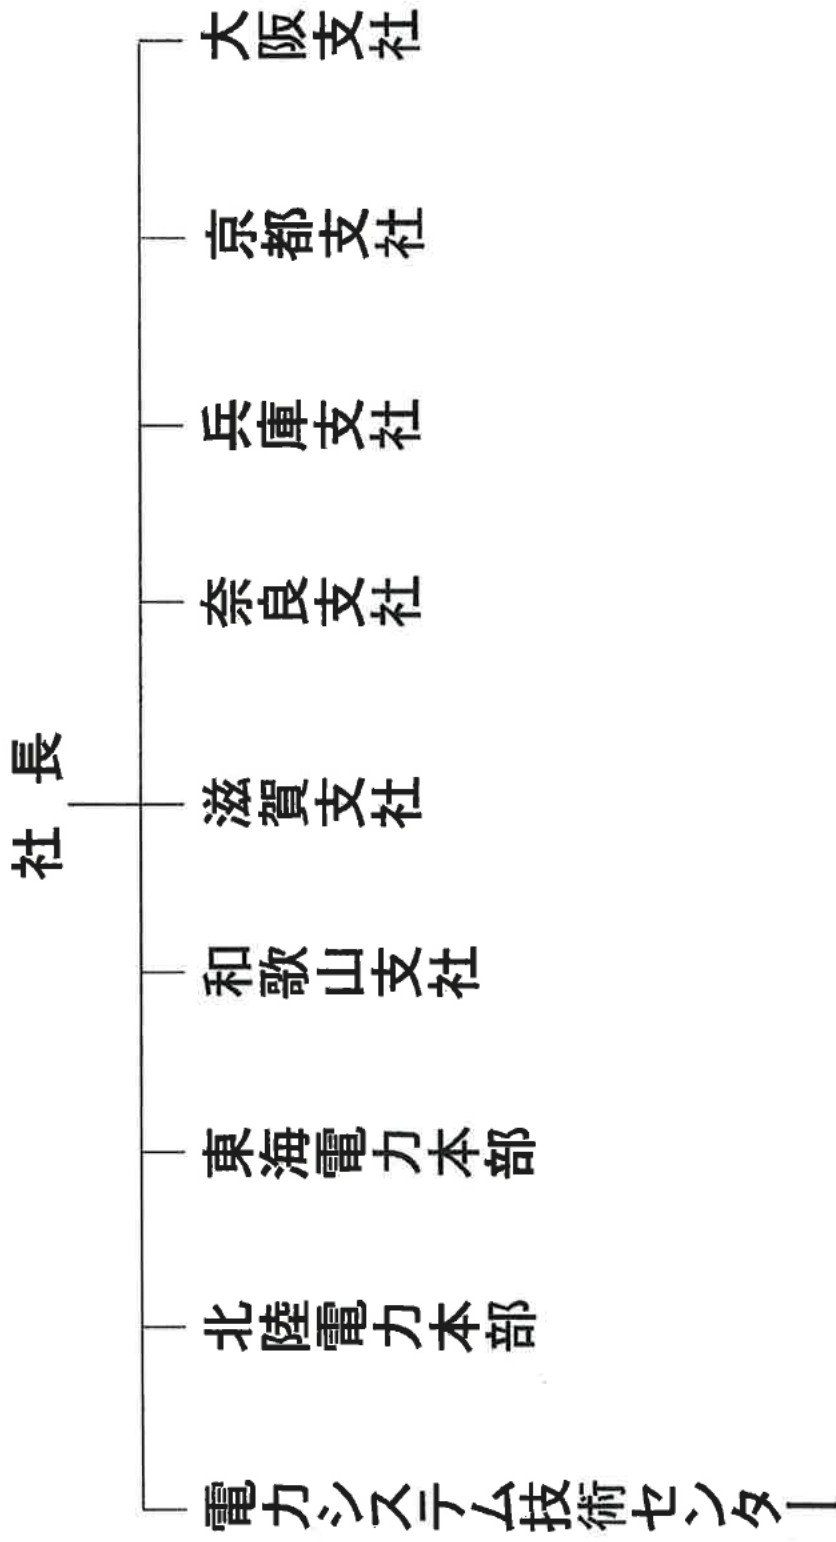 社長
大阪支社
京都支社
兵庫支社
奈良支社
滋賀支社
和歌山支社
東海電力本部
北陸電力本部
電力システム技術センター